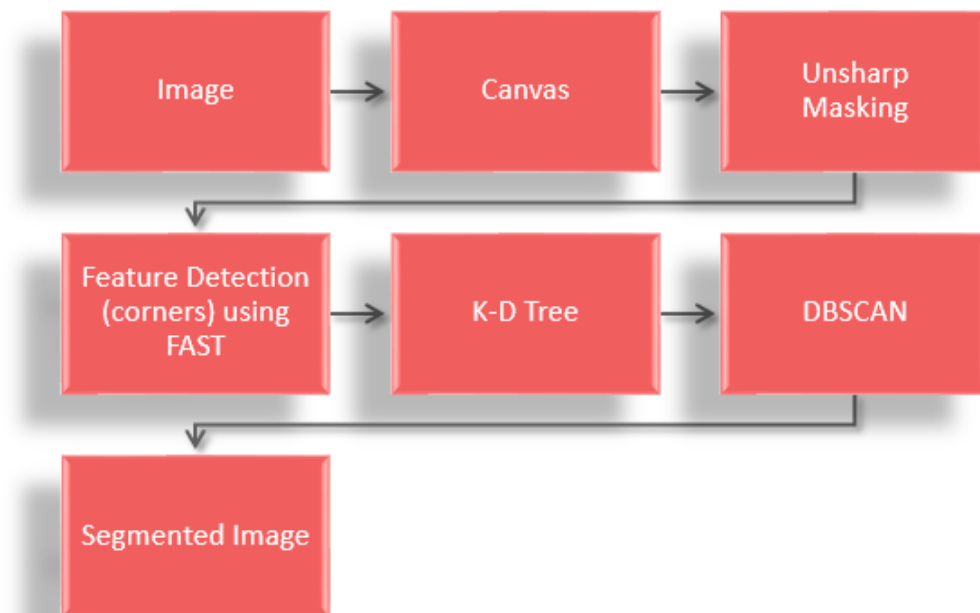 Image
Canvas
Unsharp
Masking
Feature Detection
(corners) using
FAST
K-D Tree
DBSCAN
Segmented Image